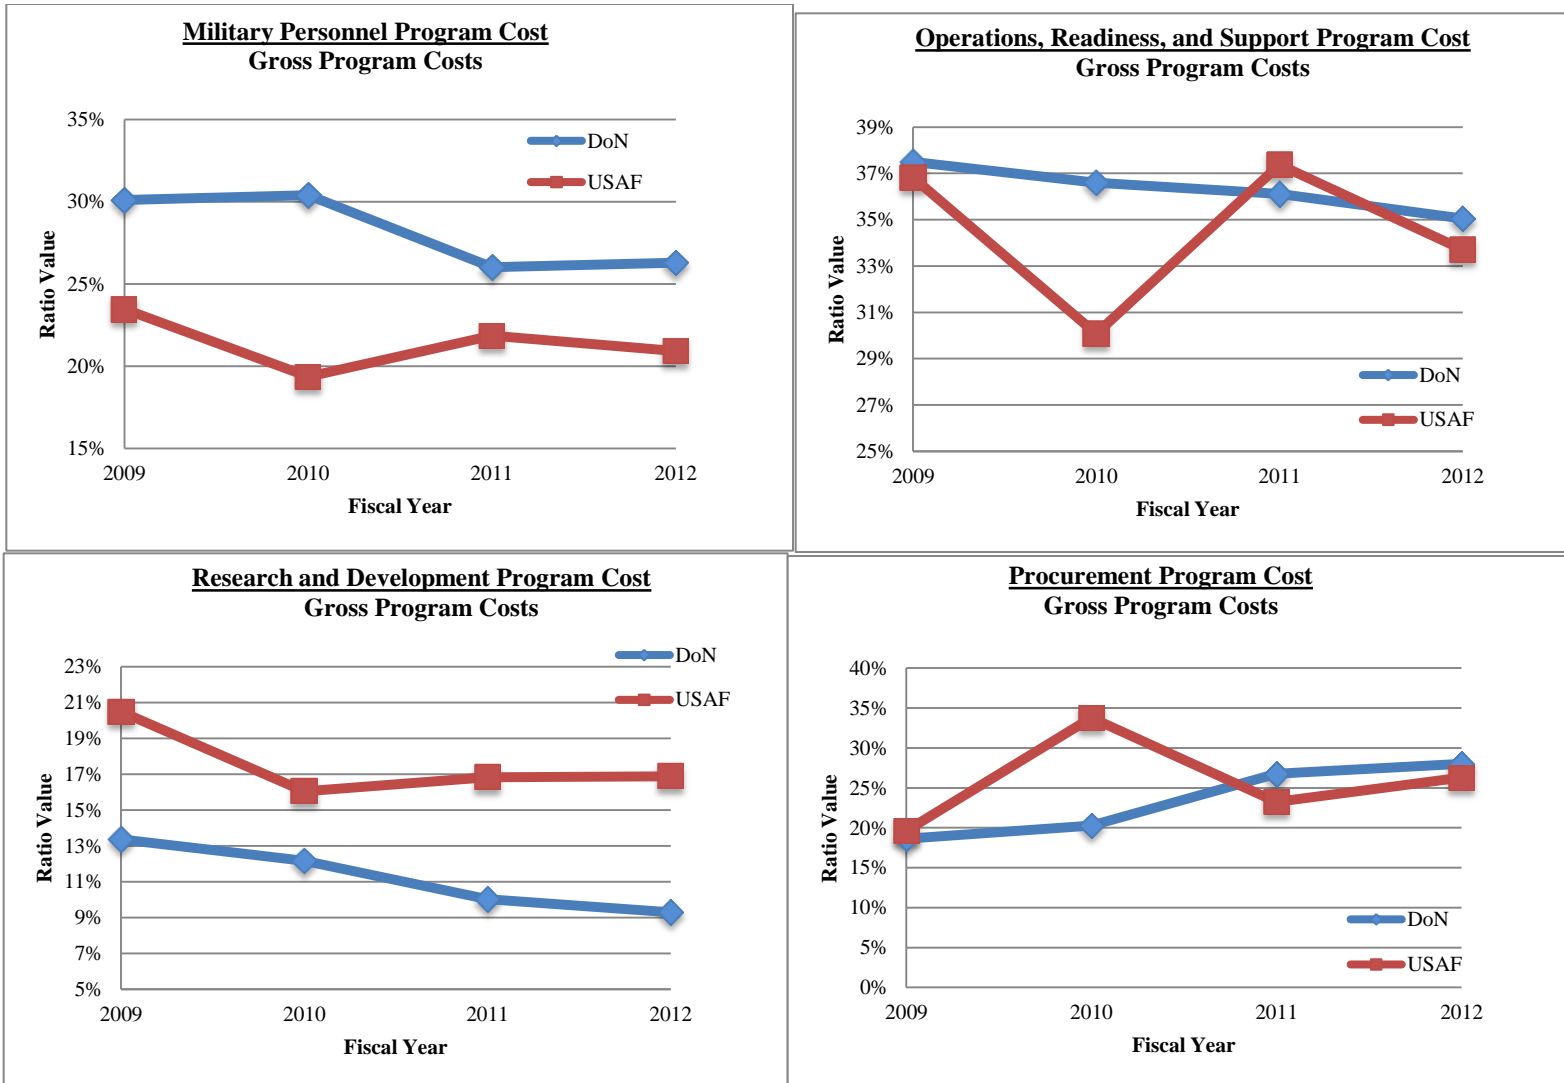 Military Personnel Program Cost
Gross Program Costs
35%
30%
25%
20%
15%
Ratio Value
DoN
USAF
2009 2010 2011 2012
Fiscal Year
Operations, Readiness, and Support Program Cost
Gross Program Costs
39%
37%
35%
33%
31%
29%
27%
25%
Ratio Value
DoN
USAF
2009 2010 2011 2012
Fiscal Year
Research and Development Program Cost
Gross Program Costs
23%
21%
19%
17%
15%
13%
11%
9%
7%
5%
Ratio Value
DoN
USAF
2009 2010 2011 2012
Fiscal Year
Procurement Program Cost
Gross Program Costs
40%
35%
30%
25%
20%
15%
10%
5%
0%
Ratio Value
DoN
USAF
2009 2010 2011 2012
Fiscal Year